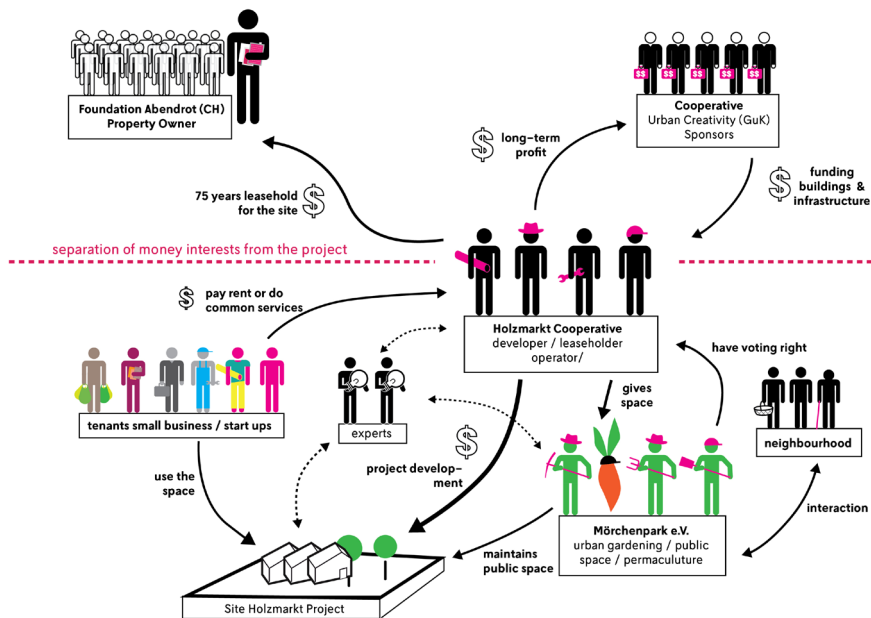 Foundation Abendrot (CH)
Property Owner
$$ $$ $$ $$ $$
Cooperative
Urban Creativity (GuK)
Sponsors
$ long-term
profit
$ funding
buildings &
infrastructure
75 years leasehold
for the site $
separation of money interests from the project
$ pay rent or do
common services
Holzmarkt Cooperative
developer / leaseholder
operator/
have voting right
gives
space
tenants small business / start ups
experts
neighbourhood
$
project develop-
ment
use the
space
interaction
Mörchenpark e.V.
urban gardening / public
space / permaculuture
maintains
public space
Site Holzmarkt Project